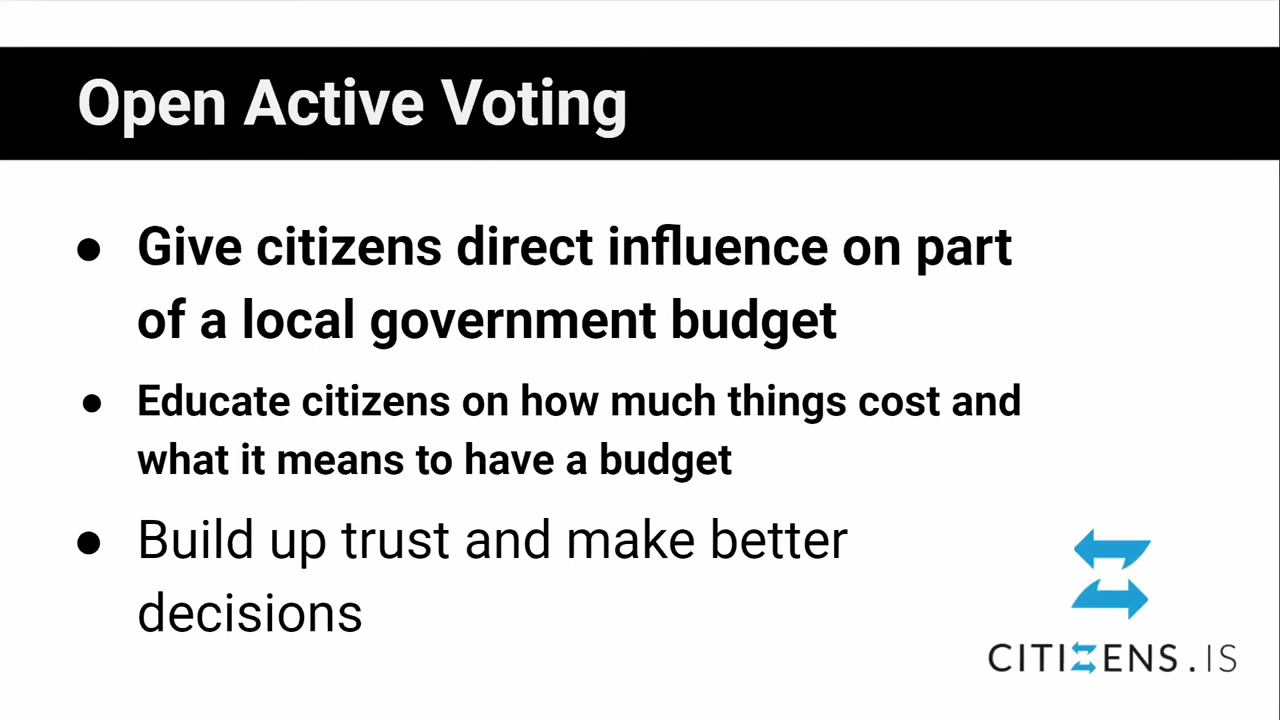 Open Active Voting
● Give citizens direct influence on part
of a local government budget
● Educate citizens on how much things cost and
what it means to have a budget
● Build up trust and make better
decisions
CITIZENS.IS